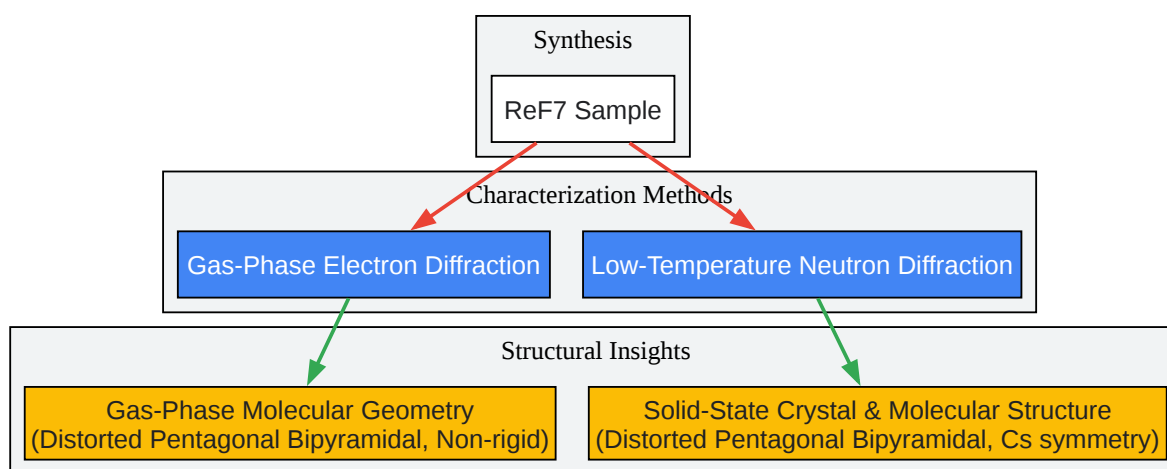 Synthesis
ReF7 Sample
Characterization Methods
Gas-Phase Electron Diffraction
Low-Temperature Neutron Diffraction
Structural Insights
Gas-Phase Molecular Geometry
(Distorted Pentagonal Bipyramidal, Non-rigid)
Solid-State Crystal & Molecular Structure
(Distorted Pentagonal Bipyramidal, Cs symmetry)